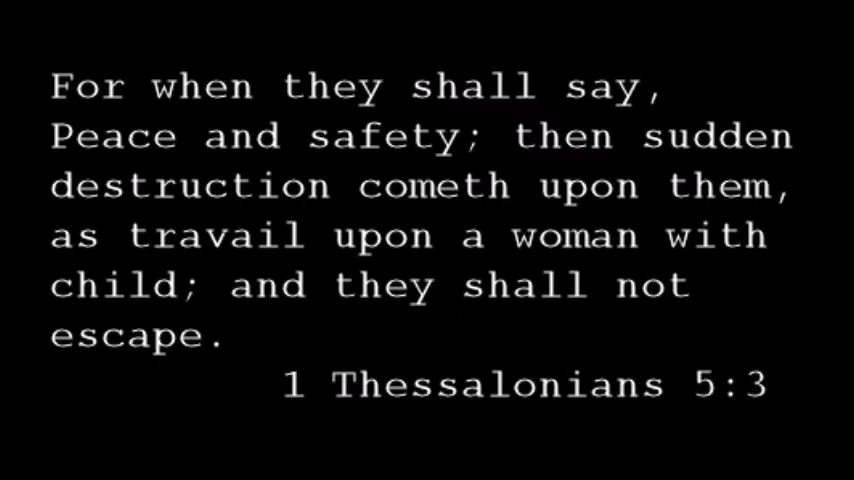 For when they shall say,
Peace and safety; then sudden
destruction cometh upon them,
as travail upon a woman with
child; and they shall not
escape.
1 Thessalonians 5:3